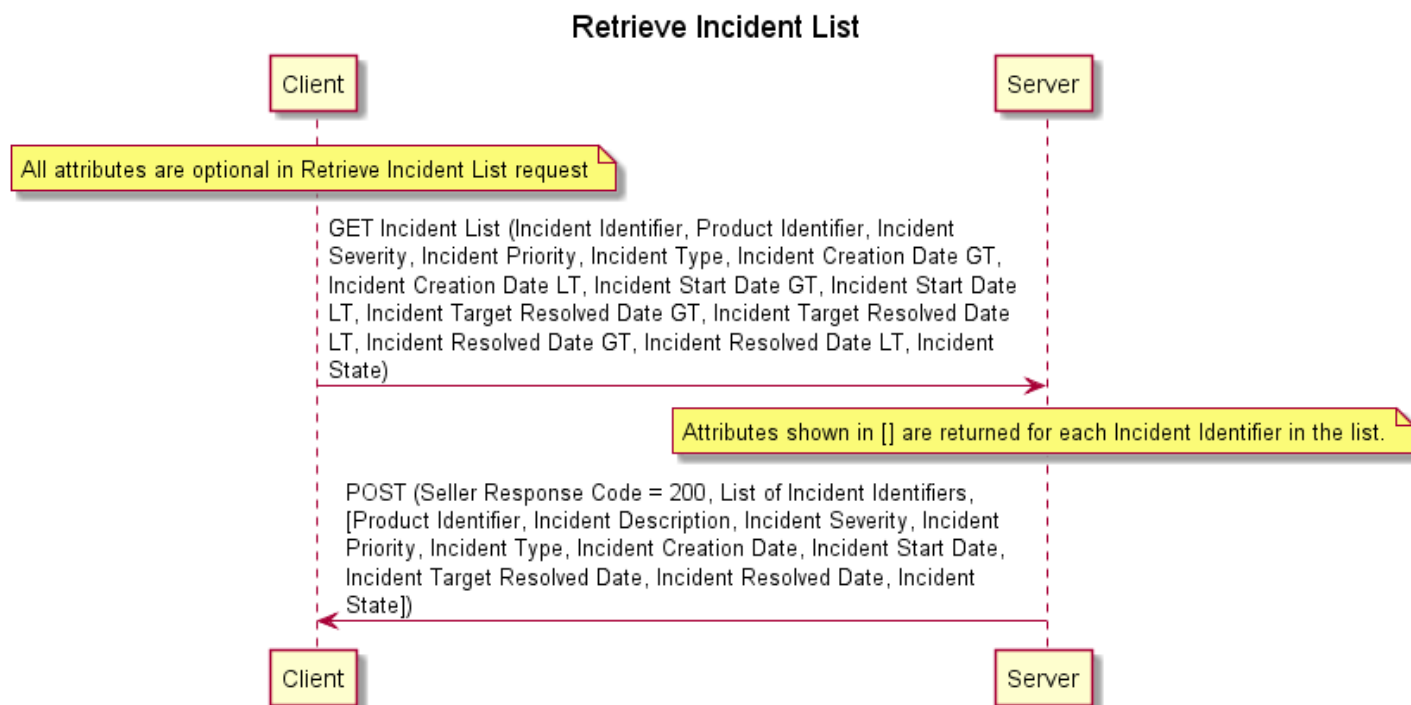 Retrieve Incident List
Client
Server
All attributes are optional in Retrieve Incident List request
GET Incident List (Incident Identifier, Product Identifier, Incident
Severity, Incident Priority, Incident Type, Incident Creation Date GT,
Incident Creation Date LT, Incident Start Date GT, Incident Start Date
LT, Incident Target Resolved Date GT, Incident Target Resolved Date
LT, Incident Resolved Date GT, Incident Resolved Date LT, Incident
State)
Attributes shown in [] are returned for each Incident Identifier in the list.
POST (Seller Response Code = 200, List of Incident Identifiers,
[Product Identifier, Incident Description, Incident Severity, Incident
Priority, Incident Type, Incident Creation Date, Incident Start Date,
Incident Target Resolved Date, Incident Resolved Date, Incident
State])
Client
Server